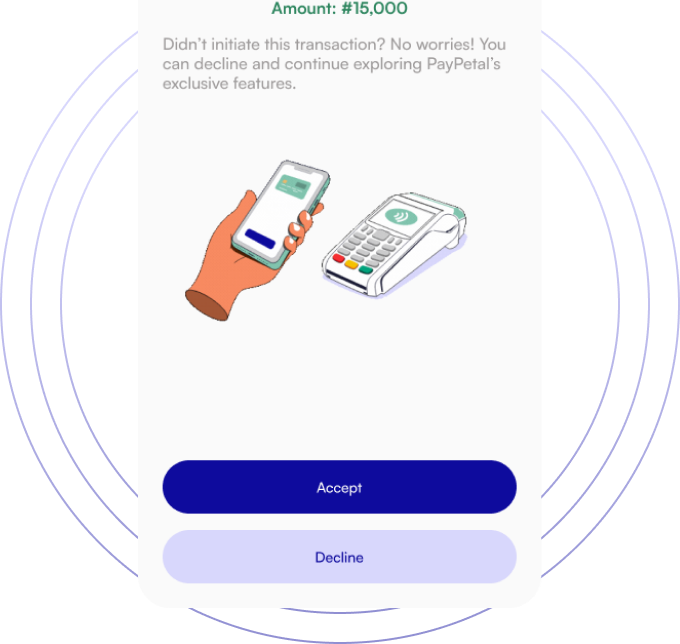 Amount: #15,000
Didn’t initiate this transaction? No worries! You
can decline and continue exploring PayPetal’s
exclusive features.
Accept
Decline